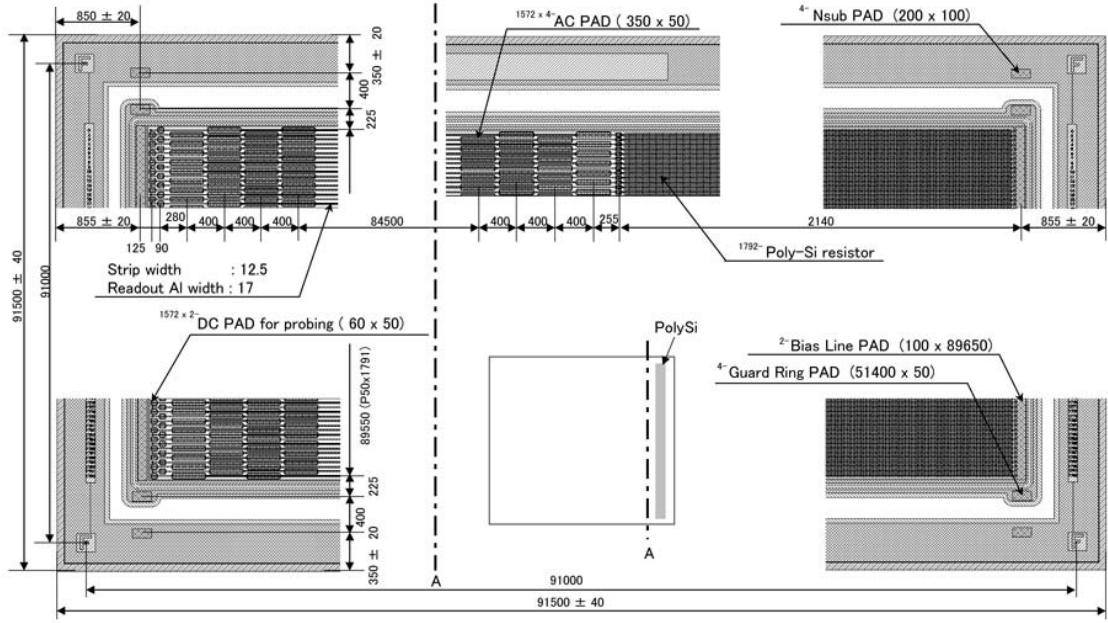 850 ± 20
350 ± 20
400
225
1572 x 4- AC PAD ( 350 x 50)
4- Nsub PAD (200 x 100)
855 ± 20
125
90
280
400
400
400
84500
400
400
400
255
2140
855 ± 20
Strip width : 12.5
Readout Al width : 17
1792- Poly-Si resistor
91500 ± 40
91000
1572 x 2- DC PAD for probing ( 60 x 50)
PolySi
2- Bias Line PAD (100 x 89650)
4- Guard Ring PAD (51400 x 50)
89550 (P50x1791)
225
400
350 ± 20
A
A
91000
91500 ± 40